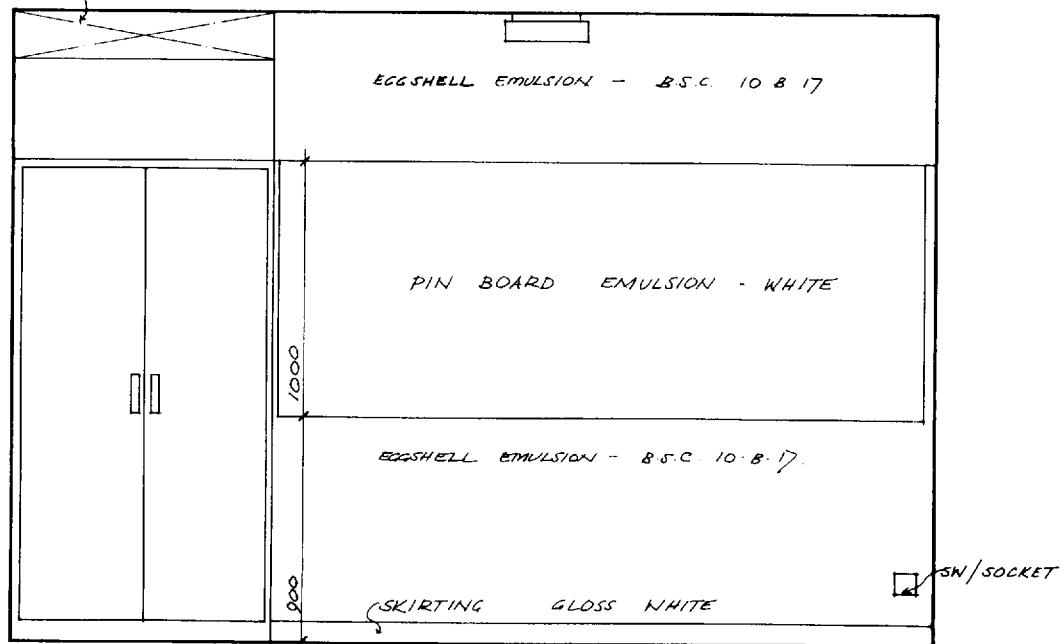 EGGSHELL EMULSION - B.S.C. 10 B 17
PIN BOARD EMULSION - WHITE
1000
EGGSHELL EMULSION - B.S.C. 10.B.17.
SW/SOCKET
900
SKIRTING GLOSS WHITE